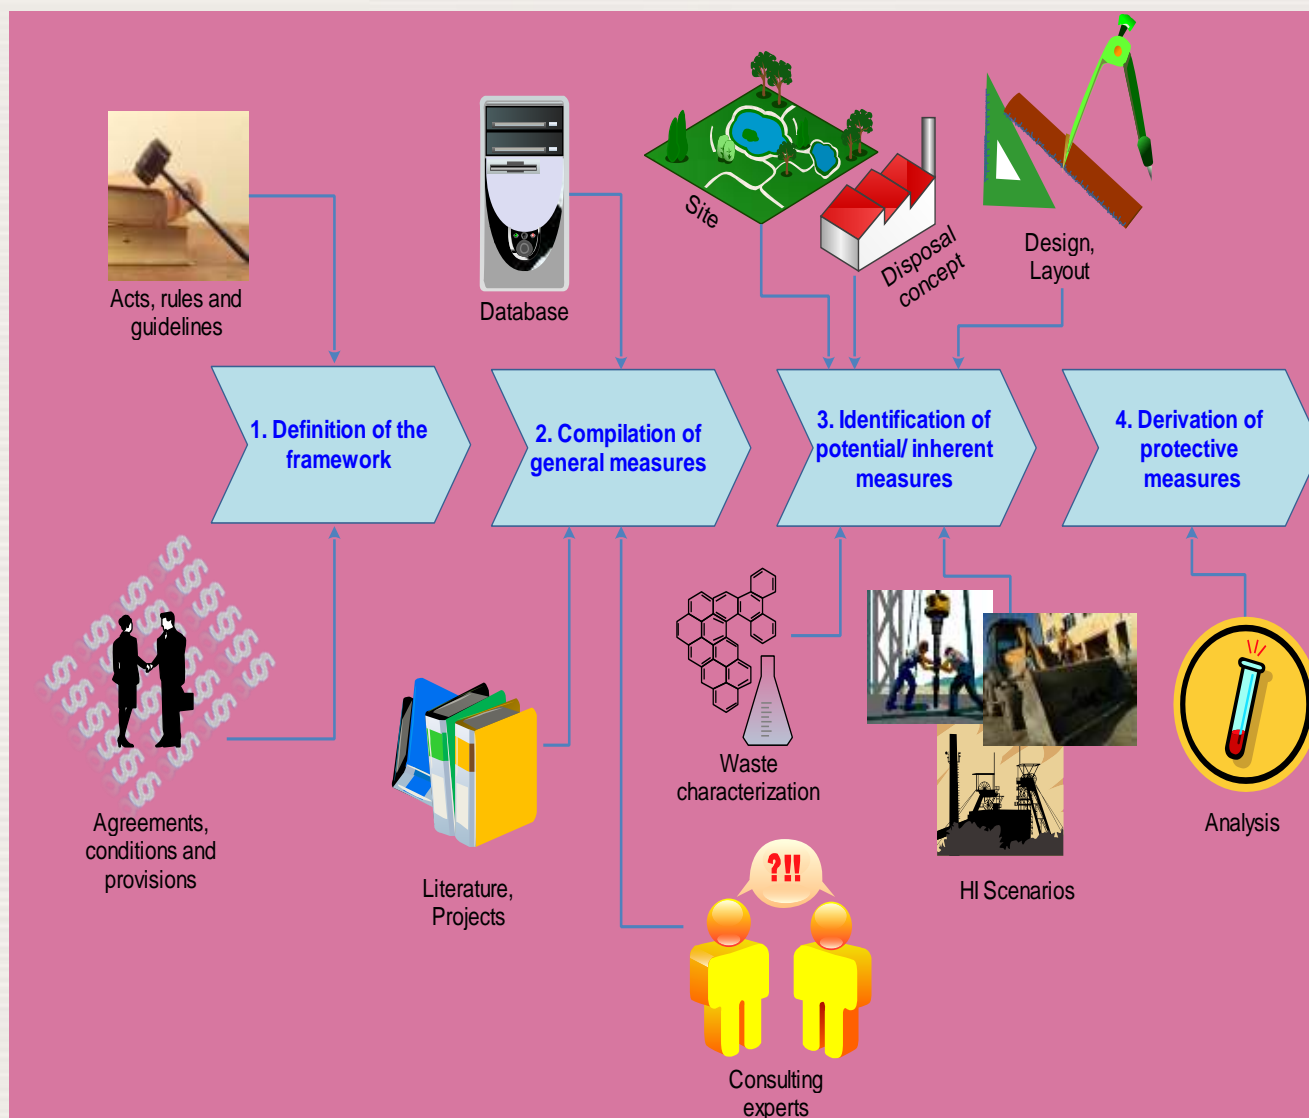 Acts, rules and
guidelines
Database
Site
Disposal
concept
Design,
Layout
1. Definition of the
framework
2. Compilation of
general measures
3. Identification of
potential/ inherent
measures
4. Derivation of
protective
measures
Agreements,
conditions and
provisions
Literature,
Projects
Waste
characterization
?!!
Consulting
experts
HI Scenarios
Analysis